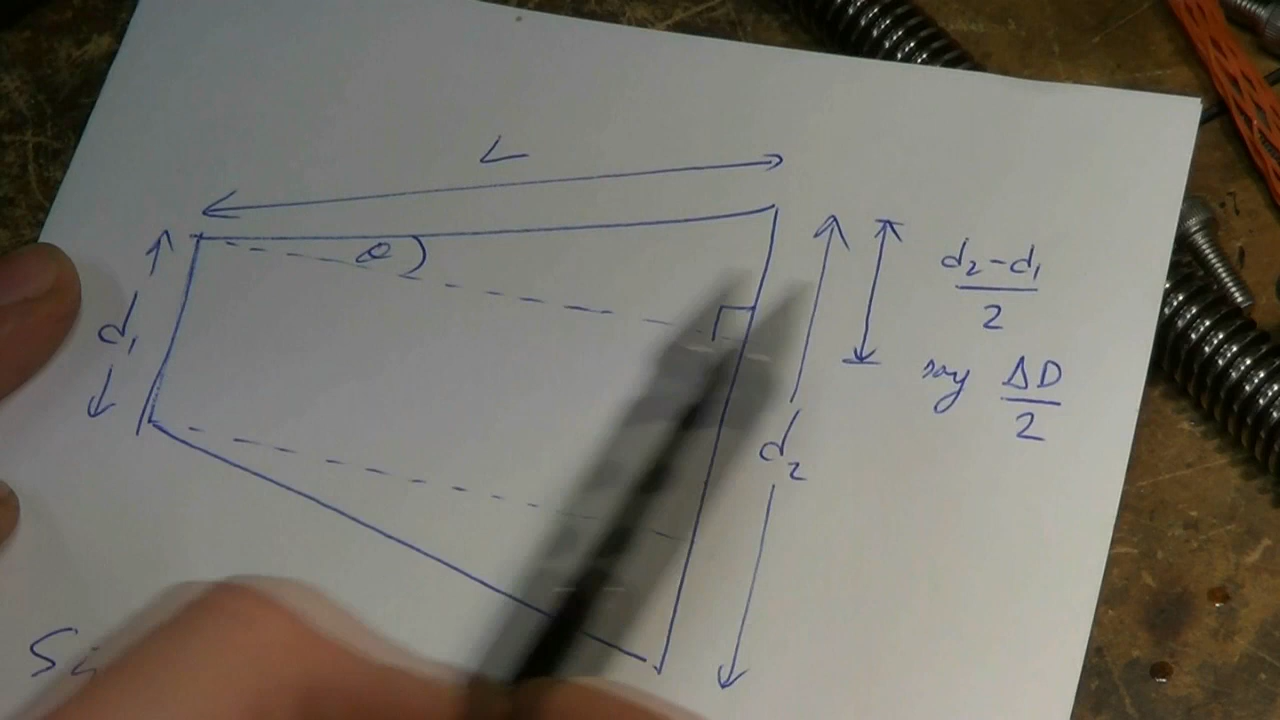 L
θ
d₁
d₂
d₂-d₁
2
say ΔD
2